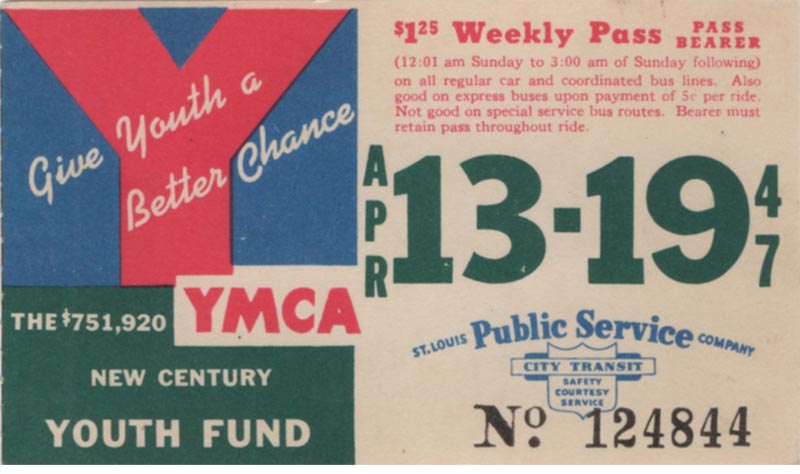 Give Youth a
Better Chance
THE $751,920 YMCA
NEW CENTURY
YOUTH FUND
$1.25 Weekly Pass PASS BEARER
(12:01 am Sunday to 3:00 am of Sunday following)
on all regular car and coordinated bus lines. Also
good on express buses upon payment of 5¢ per ride.
Not good on special service bus routes. Bearer must
retain pass throughout ride.
APR 13-19 47
ST. LOUIS Public Service COMPANY
CITY TRANSIT
SAFETY
COURTESY
SERVICE
No. 124844